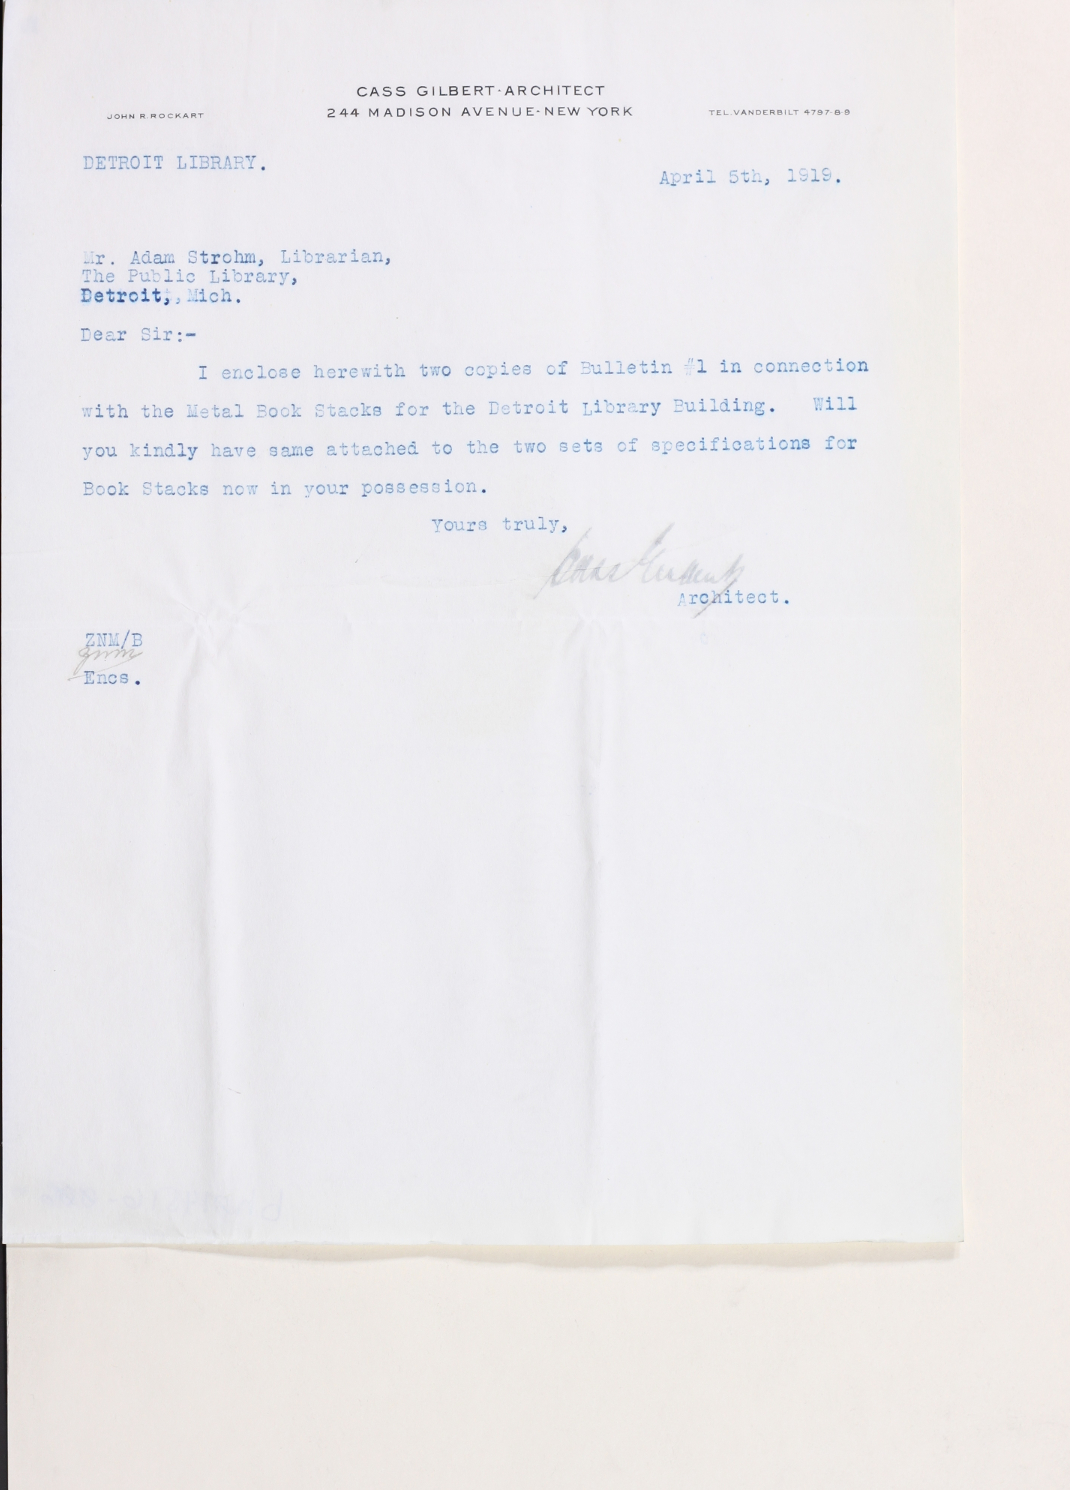 CASS GILBERT-ARCHITECT
244 MADISON AVENUE-NEW YORK
JOHN R. ROCKART
TEL. VANDERBILT 4797-8-9
DETROIT LIBRARY.
April 5th, 1919.
Mr. Adam Strohm, Librarian,
The Public Library,
Detroit,, Mich.
Dear Sir:-
I enclose herewith two copies of Bulletin #1 in connection
with the Metal Book Stacks for the Detroit Library Building. Will
you kindly have same attached to the two sets of specifications for
Book Stacks now in your possession.
Yours truly,
Cass Gilbert
Architect.
ZNM/B
znm
Encs.